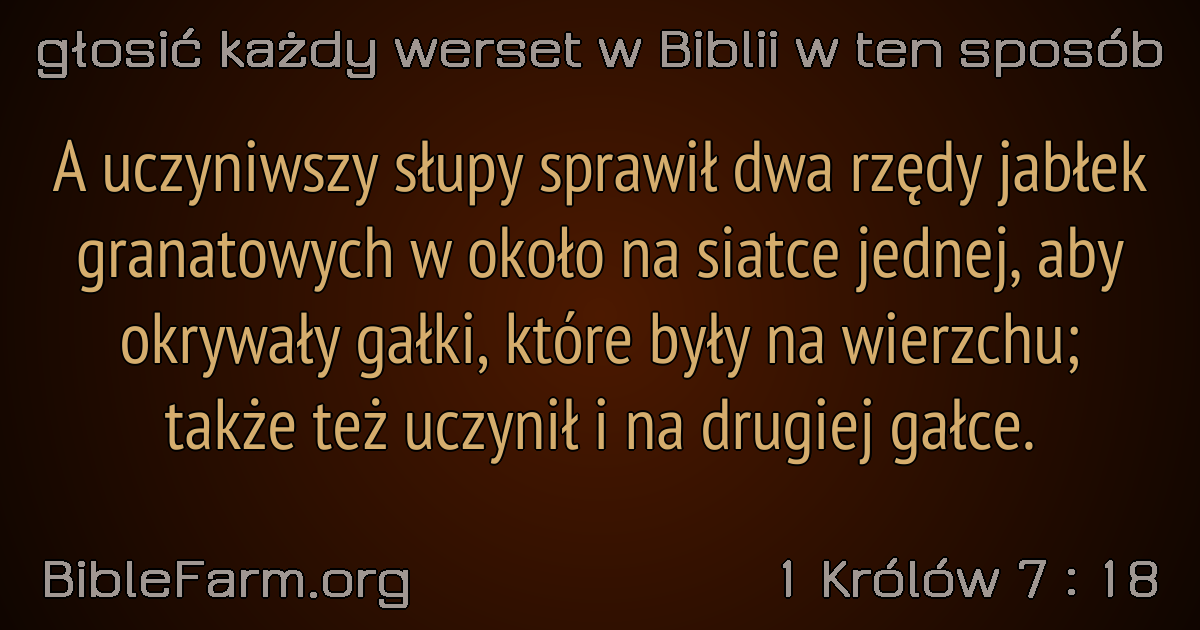 głosić każdy werset w Biblii w ten sposób
A uczyniwszy słupy sprawił dwa rzędy jabłek
granatowych w około na siatce jednej, aby
okrywały gałki, które były na wierzchu;
także też uczynił i na drugiej gałce.
BibleFarm.org
1 Królów 7 : 18